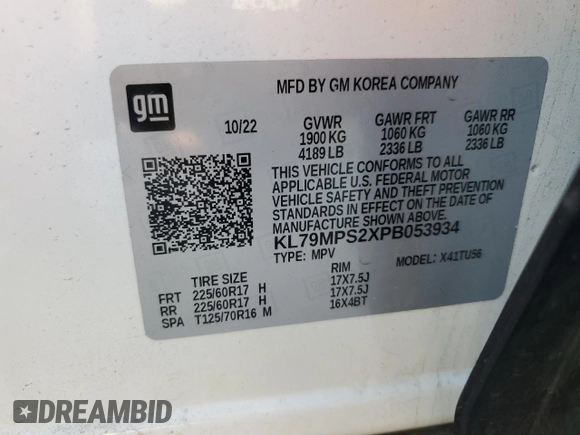 gm
MFD BY GM KOREA COMPANY
10/22
GVWR GAWR FRT GAWR RR
1900 KG 1060 KG 1060 KG
4189 LB 2336 LB 2336 LB
THIS VEHICLE CONFORMS TO ALL
APPLICABLE U.S. FEDERAL MOTOR
VEHICLE SAFETY AND THEFT PREVENTION
STANDARDS IN EFFECT ON THE DATE OF
MANUFACTURE SHOWN ABOVE.
KL79MPS2XPB053934
TYPE: MPV MODEL: X41TU56
TIRE SIZE RIM
FRT 225/60R17 H 17X7.5J
RR 225/60R17 H 17X7.5J
SPA T125/70R16 M 16X4BT
DREAMBID